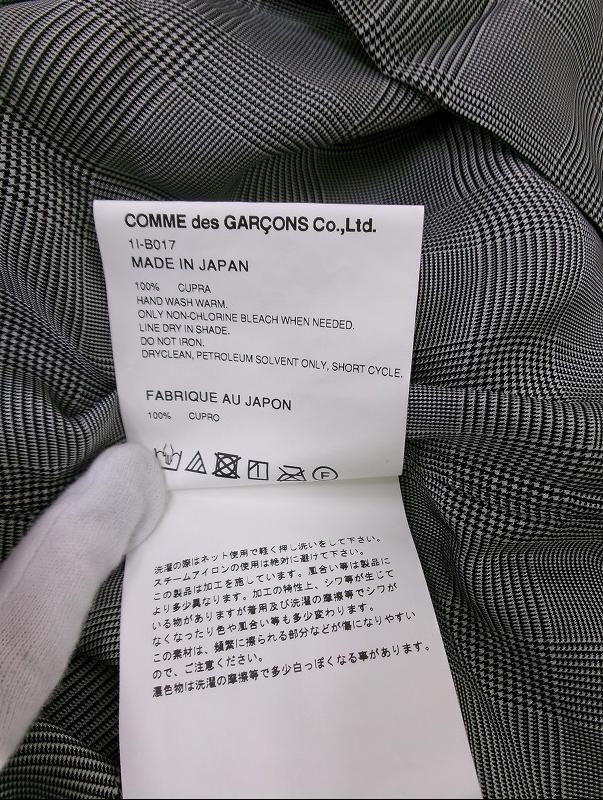 COMME des GARÇONS Co.,Ltd.
1I-B017
MADE IN JAPAN
100% CUPRA
HAND WASH WARM.
ONLY NON-CHLORINE BLEACH WHEN NEEDED.
LINE DRY IN SHADE.
DO NOT IRON.
DRYCLEAN, PETROLEUM SOLVENT ONLY, SHORT CYCLE.
FABRIQUE AU JAPON
100% CUPRO
F
洗濯の際はネット使用で軽く押し洗いをして下さい。
スチームアイロンの使用は絶対に避けて下さい。
この製品は加工を施しています。風合い等は製品に
より多少異なります。加工の特性上、シワ等が生じて
いる物がありますが着用及び洗濯の摩擦等でシワが
なくなったり色や風合い等も多少変わります。
この素材は、頻繁に擦られる部分などが傷になりやすい
ので、ご注意ください。
濃色物は洗濯の摩擦等で多少白っぽくなる事があります。